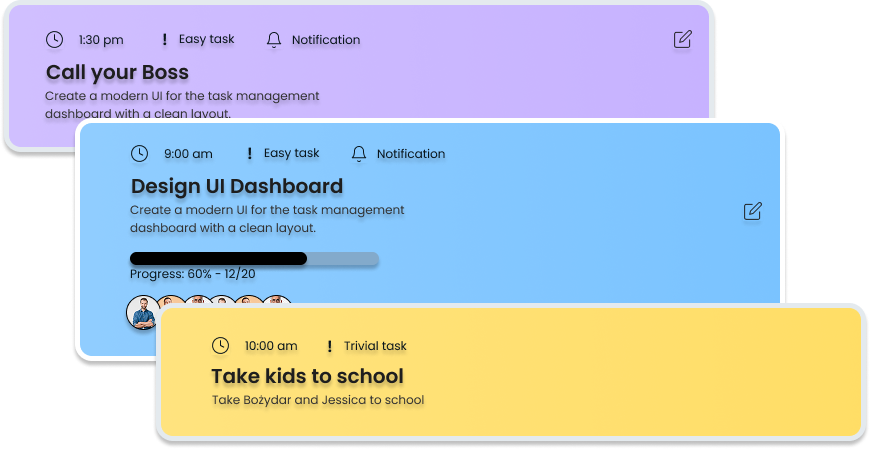 1:30 pm ! Easy task Notification
Call your Boss
Create a modern UI for the task management
dashboard with a clean layout.
9:00 am ! Easy task Notification
Design UI Dashboard
Create a modern UI for the task management
dashboard with a clean layout.
Progress: 60% - 12/20
10:00 am ! Trivial task
Take kids to school
Take Bożydar and Jessica to school